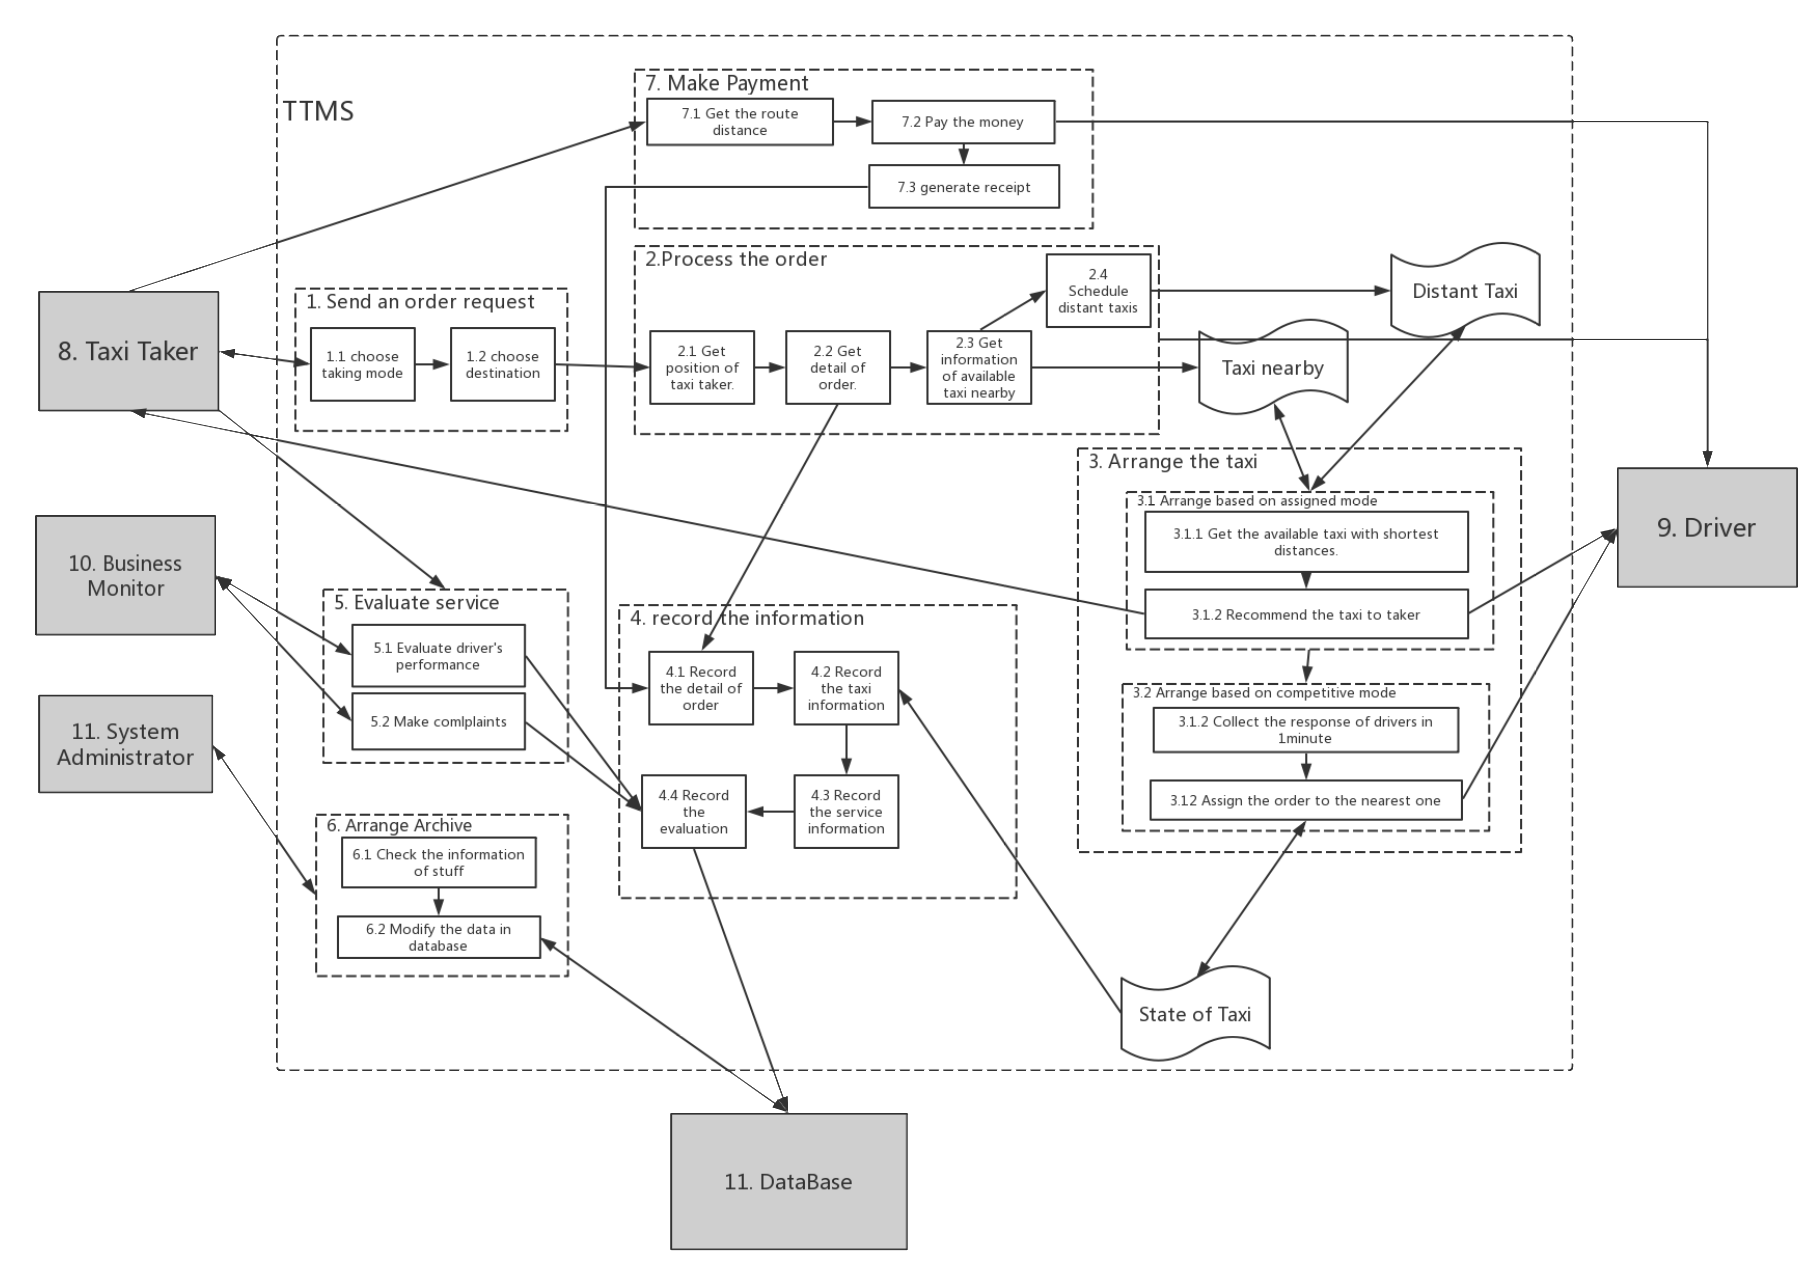 TTMS
7. Make Payment
7.1 Get the route
distance
7.2 Pay the money
7.3 generate receipt
2.Process the order
2.4
Schedule
distant taxis
Distant Taxi
8. Taxi Taker
1. Send an order request
1.1 choose
taking mode
1.2 choose
destination
2.1 Get
position of
taxi taker.
2.2 Get
detail of
order.
2.3 Get
information
of available
taxi nearby
Taxi nearby
3. Arrange the taxi
3.1 Arrange based on assigned mode
3.1.1 Get the available taxi with shortest
distances.
3.1.2 Recommend the taxi to taker
9. Driver
10. Business
Monitor
5. Evaluate service
5.1 Evaluate driver's
performance
5.2 Make comlplaints
4. record the information
4.1 Record
the detail of
order
4.2 Record
the taxi
information
4.4 Record
the
evaluation
4.3 Record
the service
information
3.2 Arrange based on competitive mode
3.1.2 Collect the response of drivers in
1minute
3.12 Assign the order to the nearest one
11. System
Administrator
6. Arrange Archive
6.1 Check the information
of stuff
6.2 Modify the data in
database
State of Taxi
11. DataBase